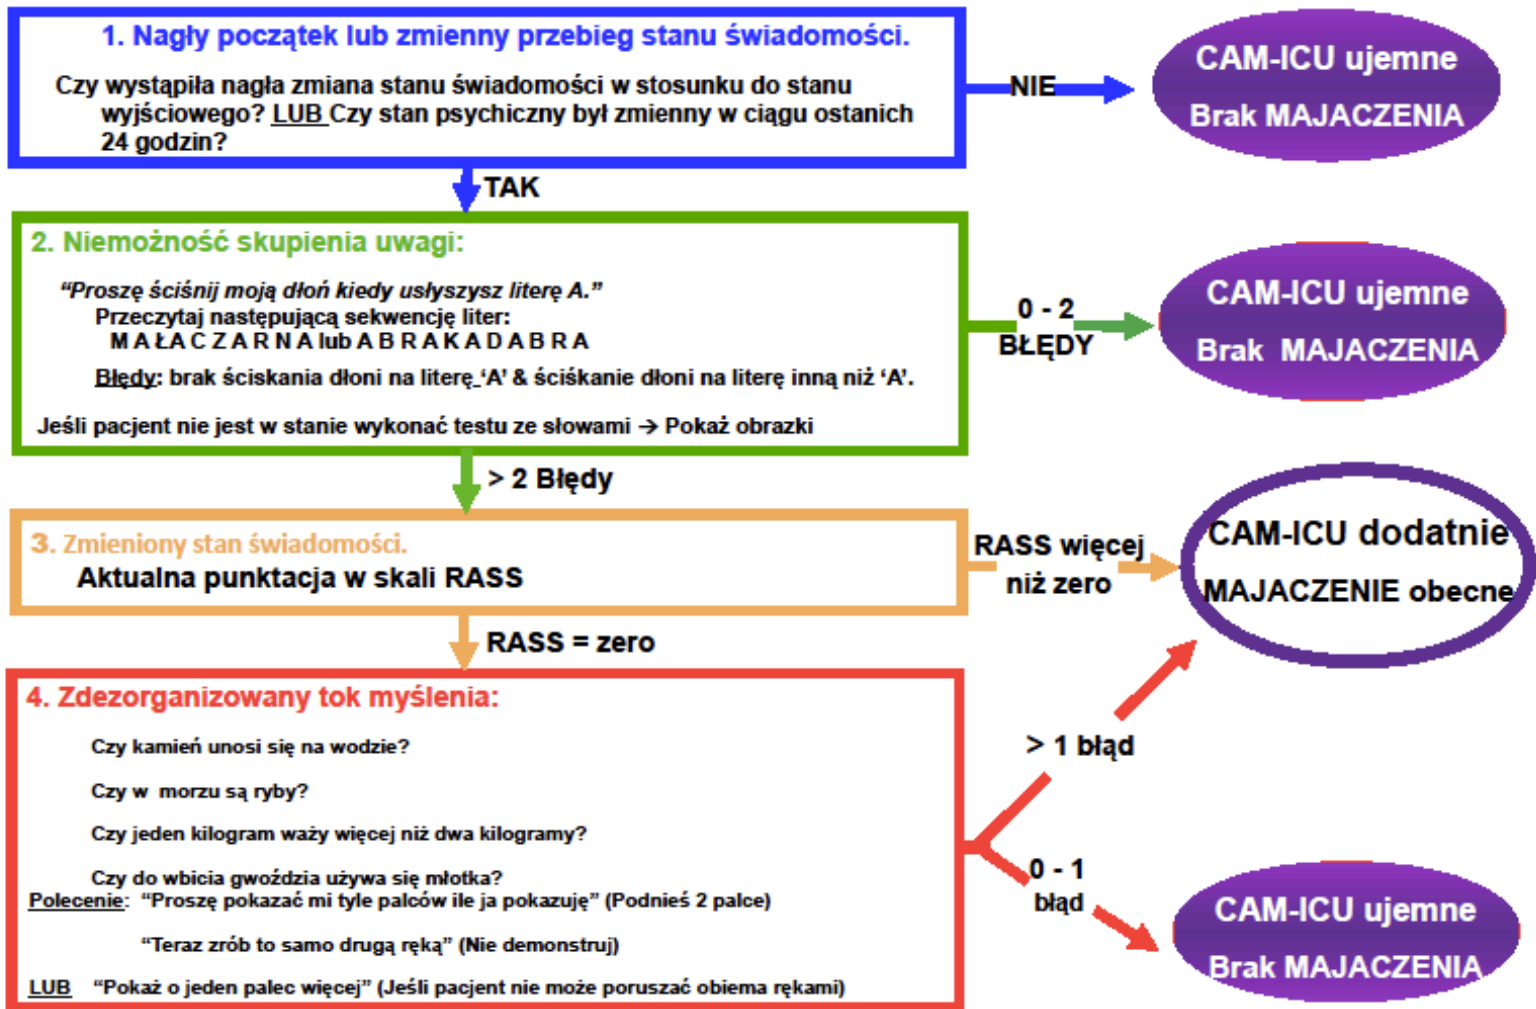 1. Nagły początek lub zmienny przebieg stanu świadomości.
Czy wystąpiła nagła zmiana stanu świadomości w stosunku do stanu
wyjściowego? LUB Czy stan psychiczny był zmienny w ciągu ostanich
24 godzin?
NIE
CAM-ICU ujemne
Brak MAJACZENIA
TAK
2. Niemożność skupienia uwagi:
“Proszę ściśnij moją dłoń kiedy usłyszysz literę A.”
Przeczytaj następującą sekwencję liter:
M A Ł A C Z A R N A lub A B R A K A D A B R A
Błędy: brak ściskania dłoni na literę ‘A’ & ściśkanie dłoni na literę inną niż ‘A’.
Jeśli pacjent nie jest w stanie wykonać testu ze słowami → Pokaż obrazki
0 - 2
BŁĘDY
CAM-ICU ujemne
Brak MAJACZENIA
> 2 Błędy
3. Zmieniony stan świadomości.
Aktualna punktacja w skali RASS
RASS więcej
niż zero
CAM-ICU dodatnie
MAJACZENIE obecne
RASS = zero
4. Zdezorganizowany tok myślenia:
Czy kamień unosi się na wodzie?
Czy w morzu są ryby?
Czy jeden kilogram waży więcej niż dwa kilogramy?
Czy do wbicia gwoździa używa się młotka?
Polecenie: “Proszę pokazać mi tyle palców ile ja pokazuję” (Podnieś 2 palce)
“Teraz zrób to samo drugą ręką” (Nie demonstruj)
LUB “Pokaż o jeden palec więcej” (Jeśli pacjent nie może poruszać obiema rękami)
> 1 błąd
0 - 1
błąd
CAM-ICU ujemne
Brak MAJACZENIA